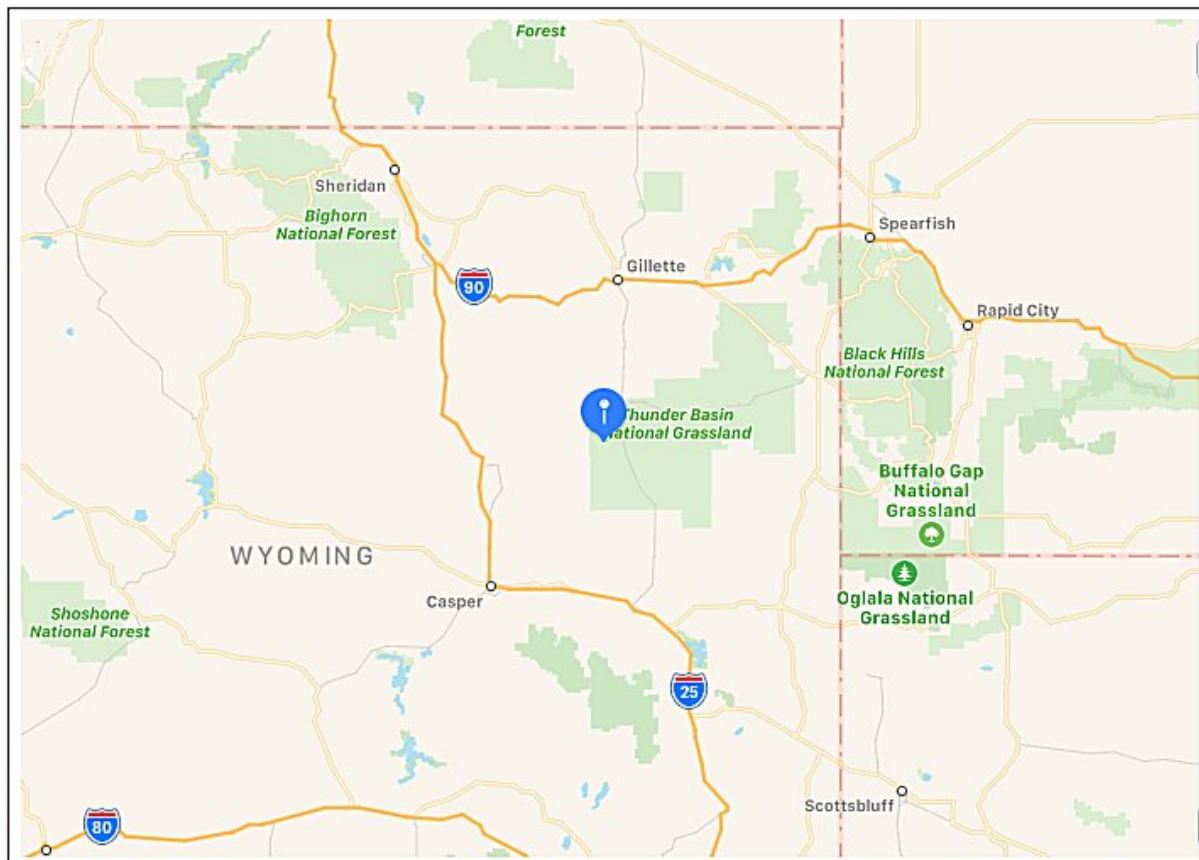 Forest
Sheridan
Bighorn
National Forest
90
Gillette
Spearfish
Rapid City
Black Hills
National Forest
Thunder Basin
National Grassland
Buffalo Gap
National
Grassland
WYOMING
Casper
Oglala National
Grassland
Shoshone
National Forest
25
80
Scottsbluff